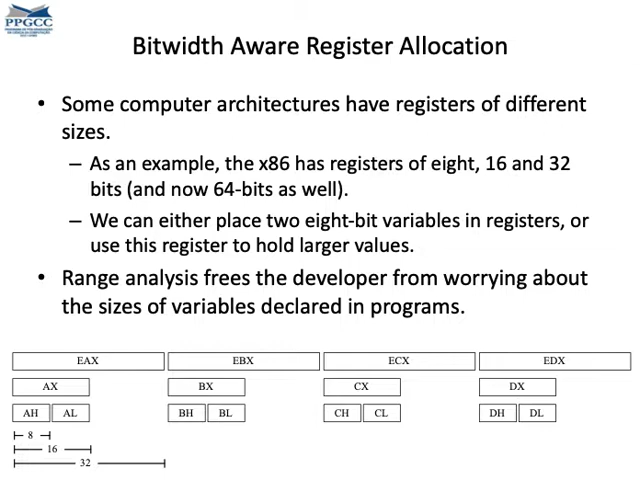 PPGCC
Bitwidth Aware Register Allocation
• Some computer architectures have registers of different
sizes.
– As an example, the x86 has registers of eight, 16 and 32
bits (and now 64-bits as well).
– We can either place two eight-bit variables in registers, or
use this register to hold larger values.
• Range analysis frees the developer from worrying about
the sizes of variables declared in programs.
EAX EBX ECX EDX
AX BX CX DX
AH AL BH BL CH CL DH DL
8
16
32